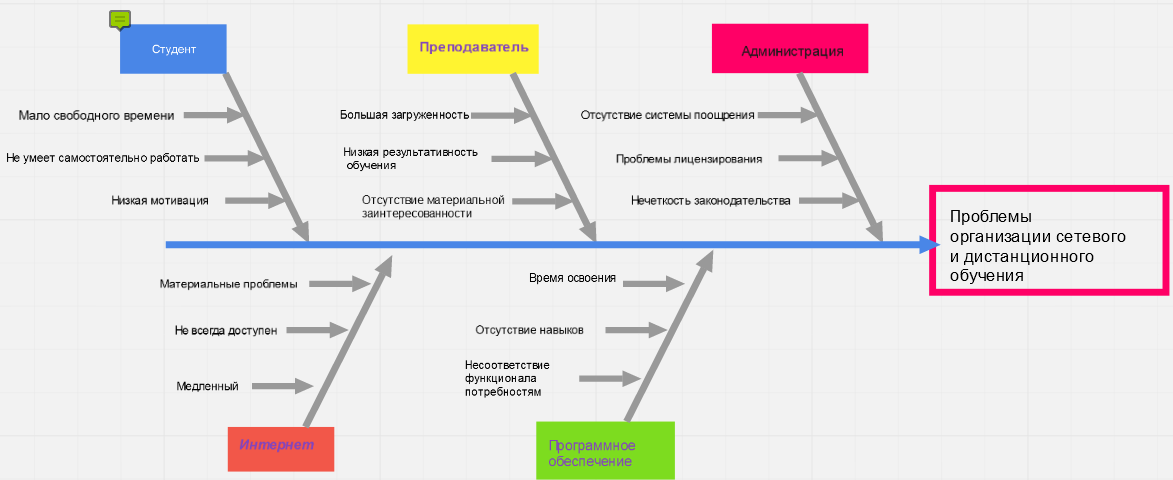 Студент
Преподаватель
Администрация
Мало свободного времени
Большая загруженность
Отсутствие системы поощрения
Не умеет самостоятельно работать
Низкая результативность
обучения
Проблемы лицензирования
Низкая мотивация
Отсутствие материальной
заинтересованности
Нечеткость законодательства
Проблемы
организации сетевого
и дистанционного
обучения
Материальные проблемы
Время освоения
Не всегда доступен
Отсутствие навыков
Медленный
Несоответствие
функционала
потребностям
Интернет
Программное
обеспечение